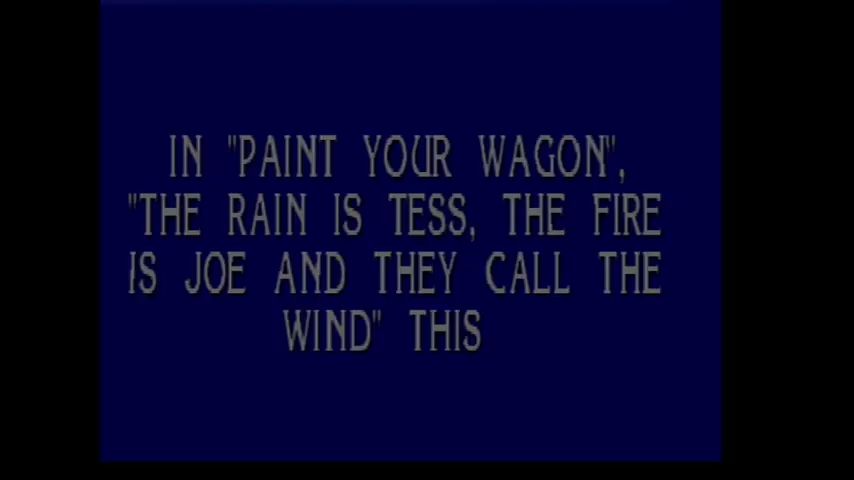 IN "PAINT YOUR WAGON",
"THE RAIN IS TESS, THE FIRE
IS JOE AND THEY CALL THE
WIND" THIS